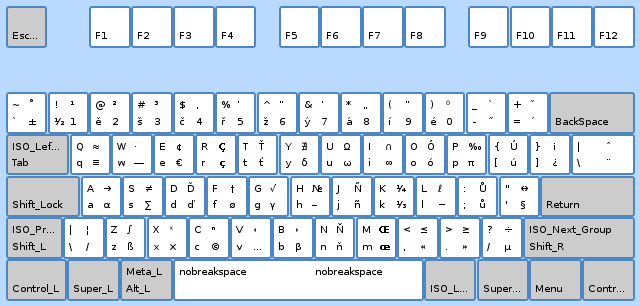 Esc...
F1 F2 F3 F4 F5 F6 F7 F8 F9 F10 F11 F12
~ ° ! ¹ @ ² # ³ $ ¸ % ' ^ " & ' * „ ( " ) ⁰ _ ` + ˇ
` ± ½ 1 ě 2 š 3 č 4 ř 5 ž 6 ý 7 á 8 í 9 é 0 - ˝ = ´
BackSpace
ISO_Lef... Q ≈ W · E ¢ R Ç T Ť Y ∄ U Ω I ∩ O Ó P ‰ { Ú } i | ˆ
Tab q ≡ w — e € r ç t ť y ð u ω i ∞ o ó p π [ ú ] ¿ \ ¨
A → S ≠ D Ď F † G √ H № J Ñ K ¼ L ℓ : Ů " ↔
Shift_Lock a α s ∑ d ď f ø g γ h − j ñ k ⅓ l − ; ů ' § Return
ISO_Pr... | ¦ Z ∫ X ˣ C ⁿ V ‹ B › N Ň M Œ < ≤ > ≥ ? ÷ ISO_Next_Group
Shift_L \ / z ß x × c © v … b ♪ n ň m œ , « . » / µ Shift_R
Meta_L nobreakspace nobreakspace
Control_L Super_L Alt_L ISO_L... Super... Menu Contr...